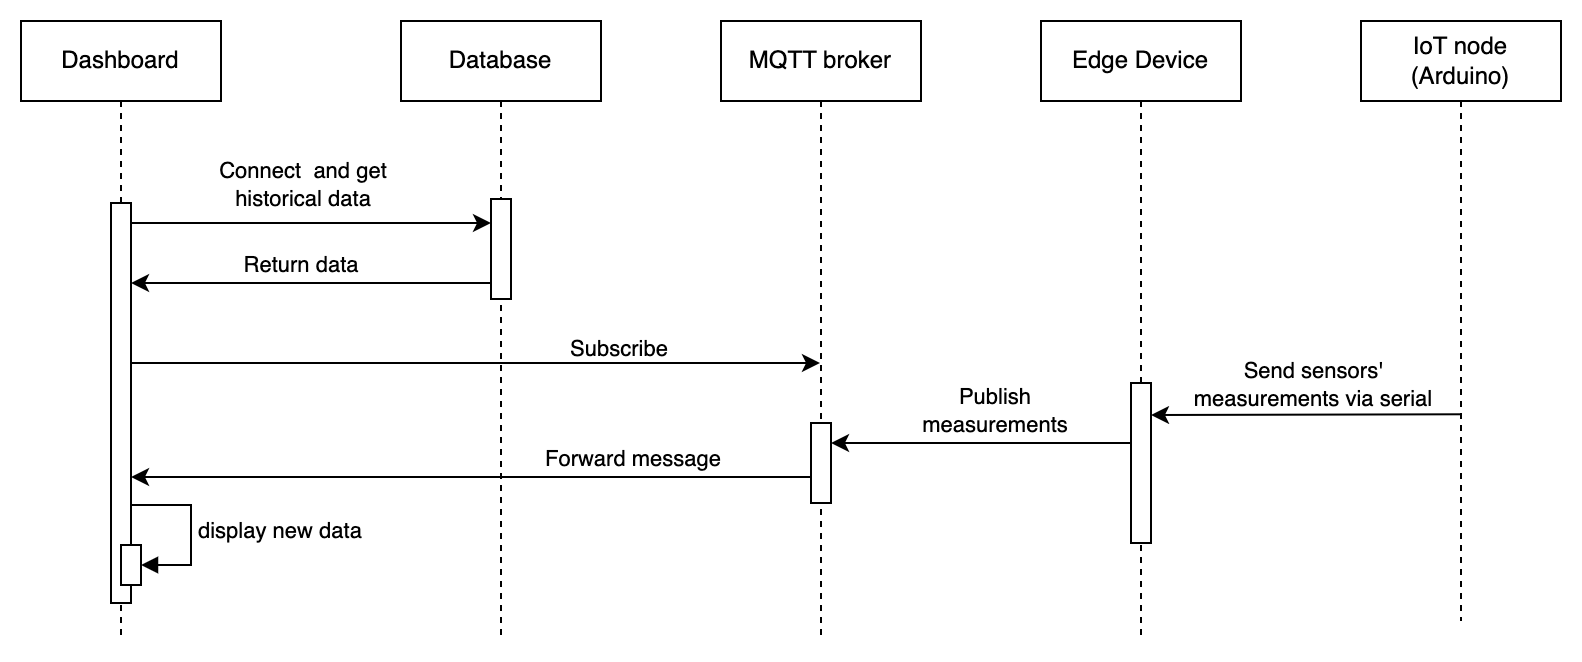 Dashboard
Database
MQTT broker
Edge Device
IoT node
(Arduino)
Connect  and get
historical data
Return data
Subscribe
Send sensors'
measurements via serial
Publish
measurements
Forward message
display new data